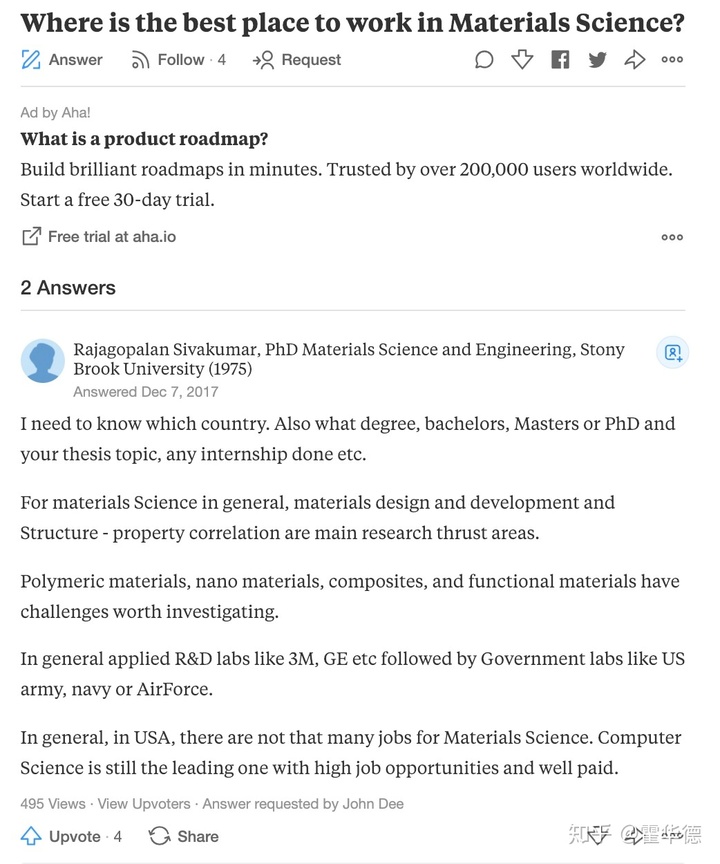 Where is the best place to work in Materials Science?
Answer Follow · 4 Request
Ad by Aha!
What is a product roadmap?
Build brilliant roadmaps in minutes. Trusted by over 200,000 users worldwide.
Start a free 30-day trial.
Free trial at aha.io
2 Answers
Rajagopalan Sivakumar, PhD Materials Science and Engineering, Stony
Brook University (1975)
Answered Dec 7, 2017
I need to know which country. Also what degree, bachelors, Masters or PhD and
your thesis topic, any internship done etc.
For materials Science in general, materials design and development and
Structure - property correlation are main research thrust areas.
Polymeric materials, nano materials, composites, and functional materials have
challenges worth investigating.
In general applied R&D labs like 3M, GE etc followed by Government labs like US
army, navy or AirForce.
In general, in USA, there are not that many jobs for Materials Science. Computer
Science is still the leading one with high job opportunities and well paid.
495 Views · View Upvoters · Answer requested by John Dee
Upvote · 4 Share
知乎 @霍华德